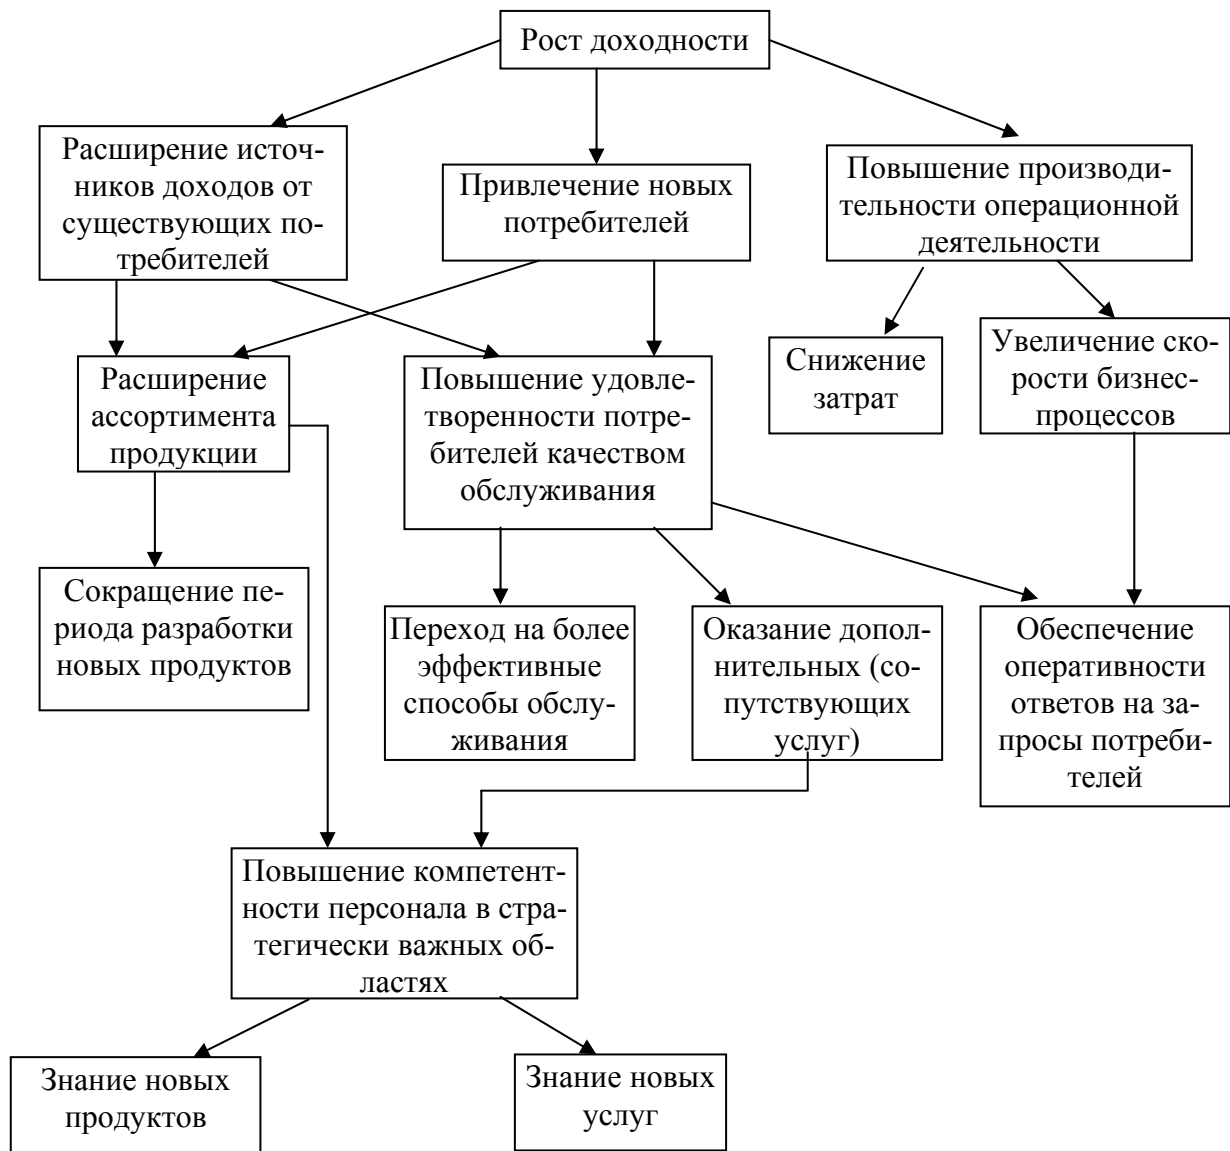 Рост доходности
Расширение источ-
ников доходов от
существующих по-
требителей
Привлечение новых
потребителей
Повышение производи-
тельности операционной
деятельности
Расширение
ассортимента
продукции
Повышение удовле-
творенности потре-
бителей качеством
обслуживания
Снижение
затрат
Увеличение ско-
рости бизнес-
процессов
Сокращение пе-
риода разработки
новых продуктов
Переход на более
эффективные
способы обслу-
живания
Оказание допол-
нительных (со-
путствующих
услуг)
Обеспечение
оперативности
ответов на за-
просы потреби-
телей
Повышение компетент-
ности персонала в стра-
тегически важных об-
ластях
Знание новых
продуктов
Знание новых
услуг